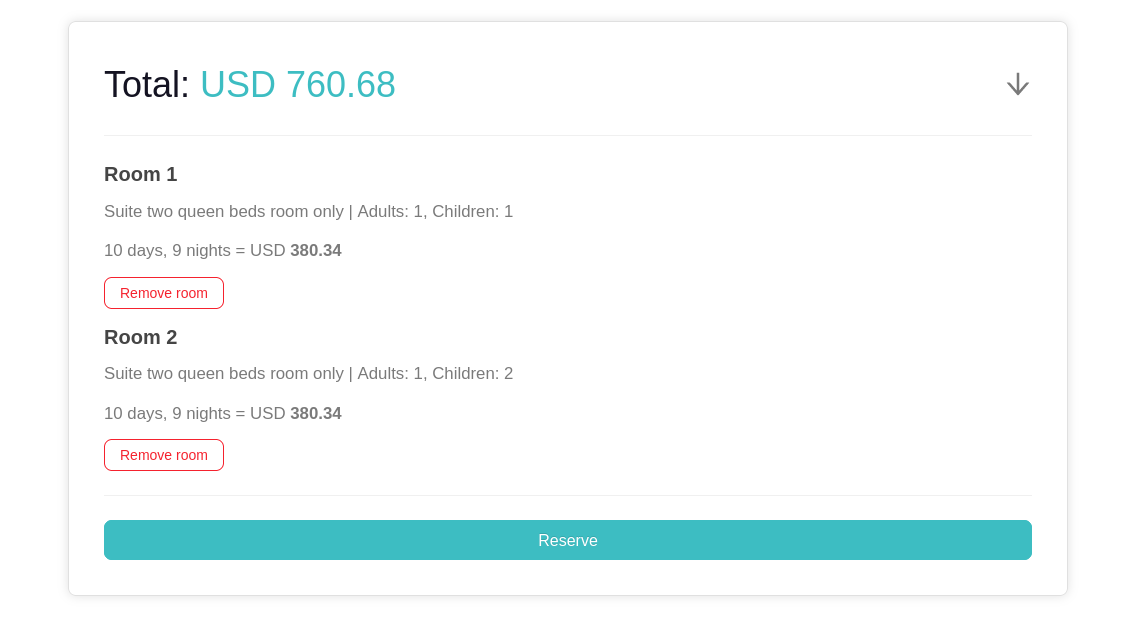 Total: USD 760.68
Room 1
Suite two queen beds room only | Adults: 1, Children: 1
10 days, 9 nights = USD 380.34
Remove room
Room 2
Suite two queen beds room only | Adults: 1, Children: 2
10 days, 9 nights = USD 380.34
Remove room
Reserve